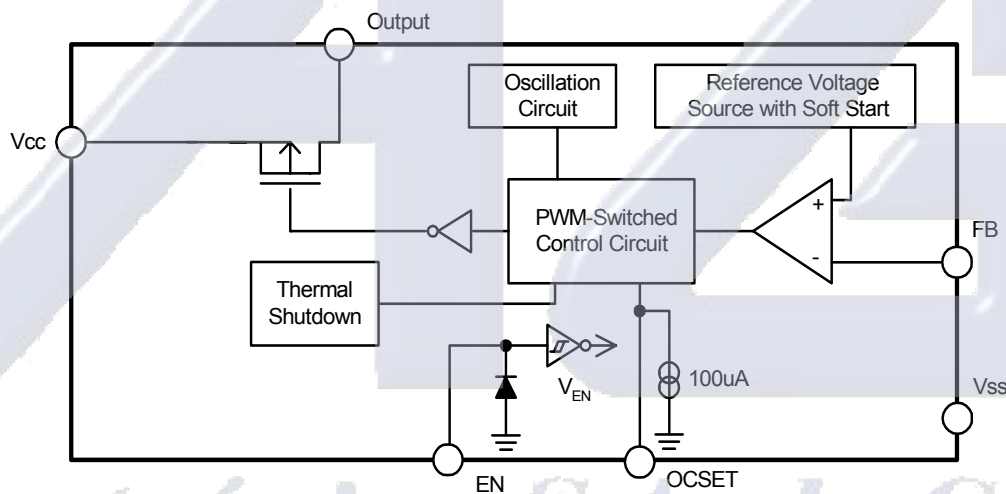 Output
Oscillation
Circuit
Reference Voltage
Source with Soft Start
Vcc
+
PWM-Switched
Control Circuit
FB
-
Thermal
Shutdown
100uA
VEN
Vss
EN
OCSET